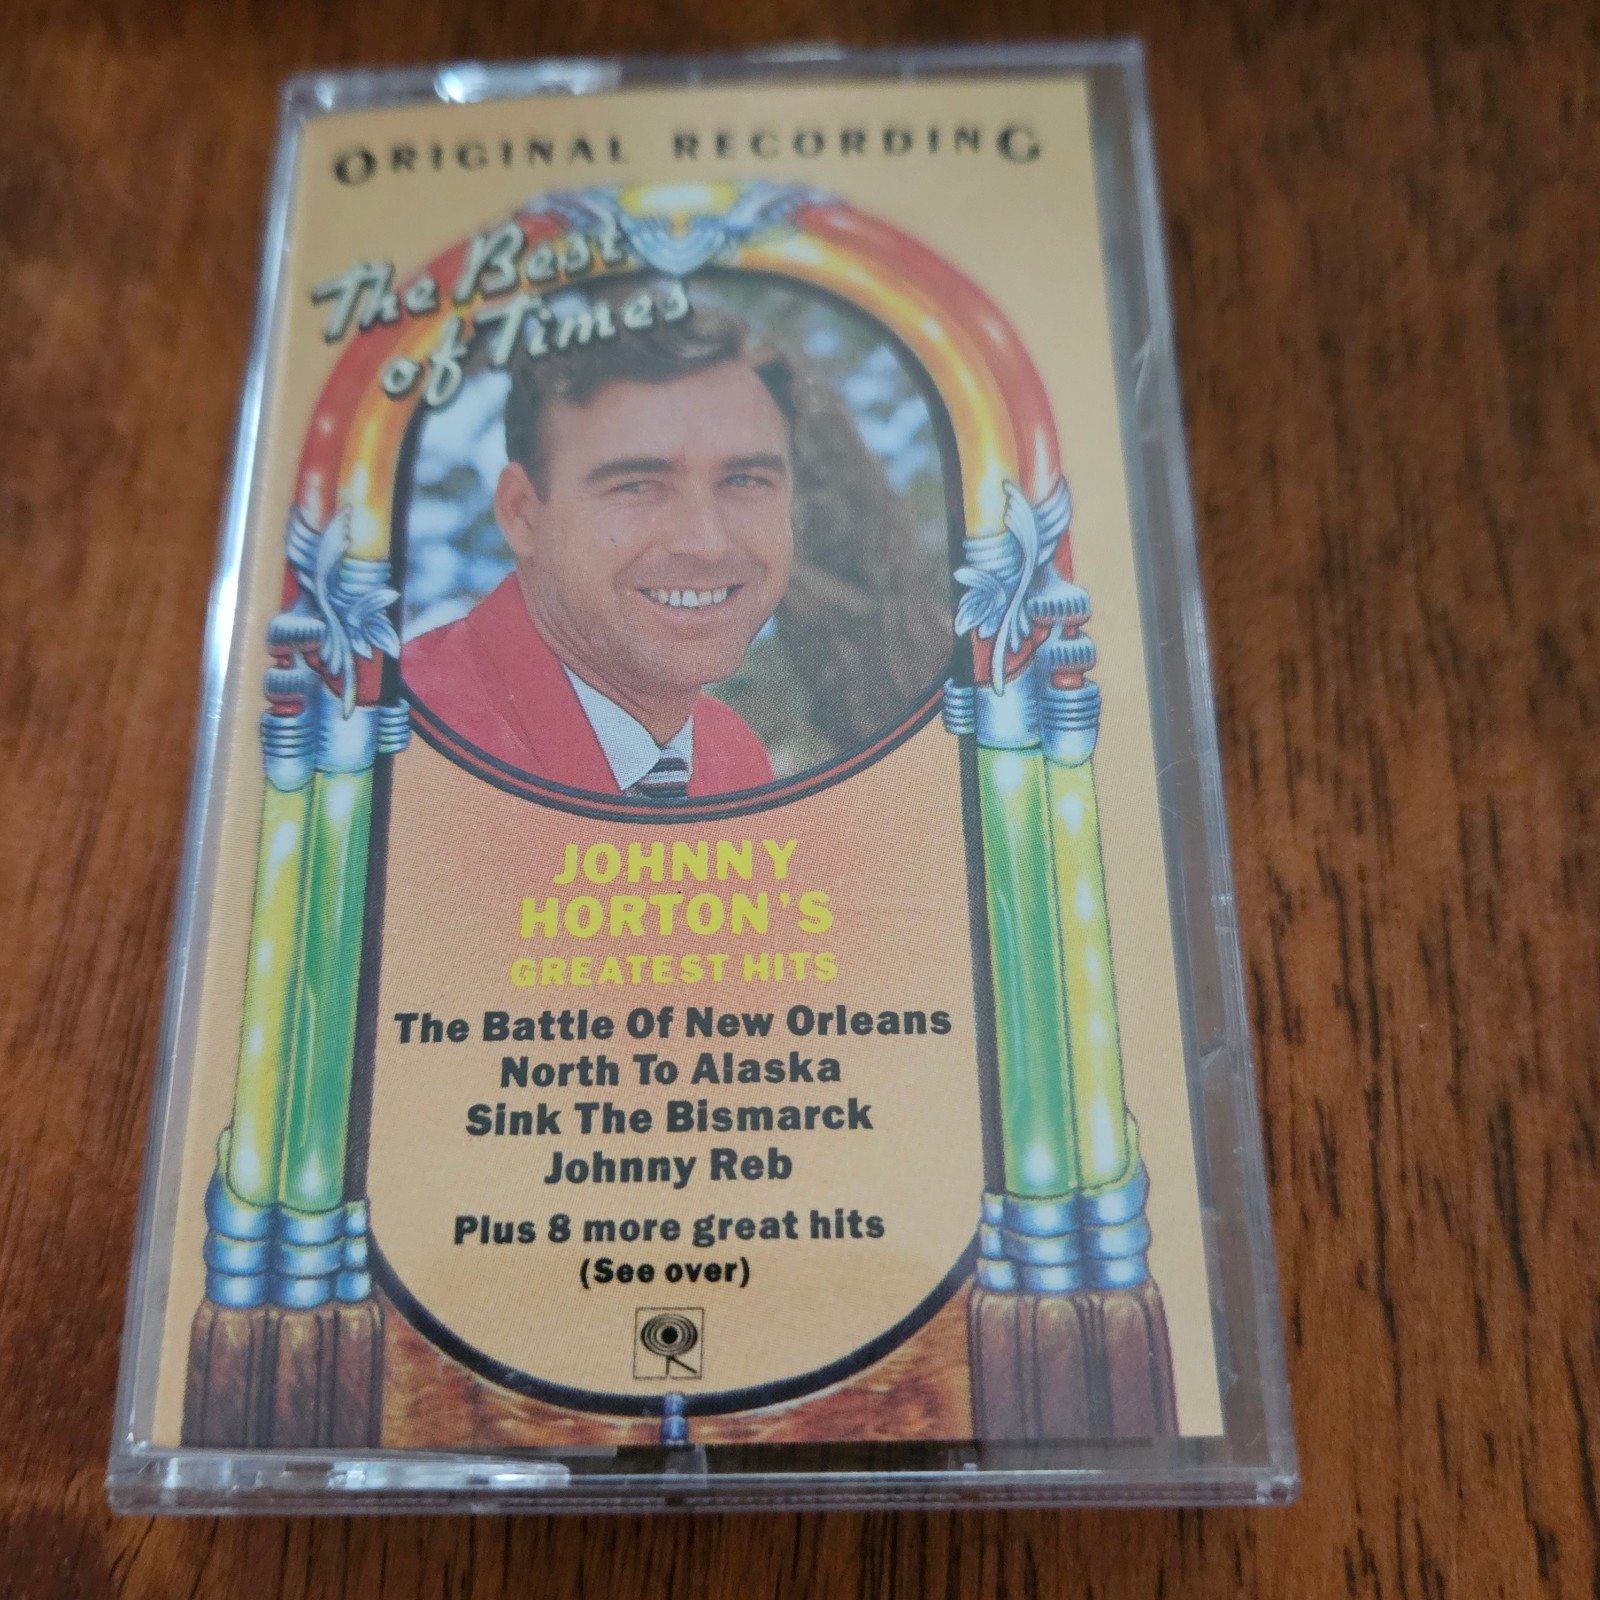 ORIGINAL RECORDING
The Best
of Times
JOHNNY
HORTON'S
GREATEST HITS
The Battle Of New Orleans
North To Alaska
Sink The Bismarck
Johnny Reb
Plus 8 more great hits
(See over)